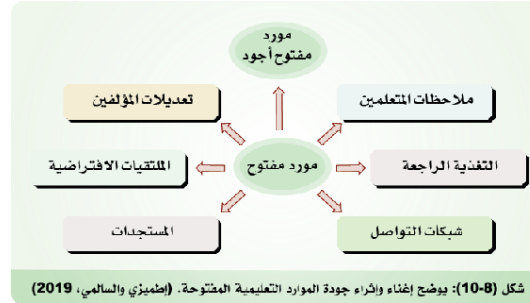 مورد
مفتوح أجود
ملاحظات المتعلمين
تعديلات المؤلفين
التغذية الراجعة
مورد مفتوح
الملتقيات الافتراضية
شبكات التواصل
المستجدات
شكل (8-10): يوضح إغناء وإثراء جودة الموارد التعليمية المفتوحة. (إطميزي والسالمي، 2019)